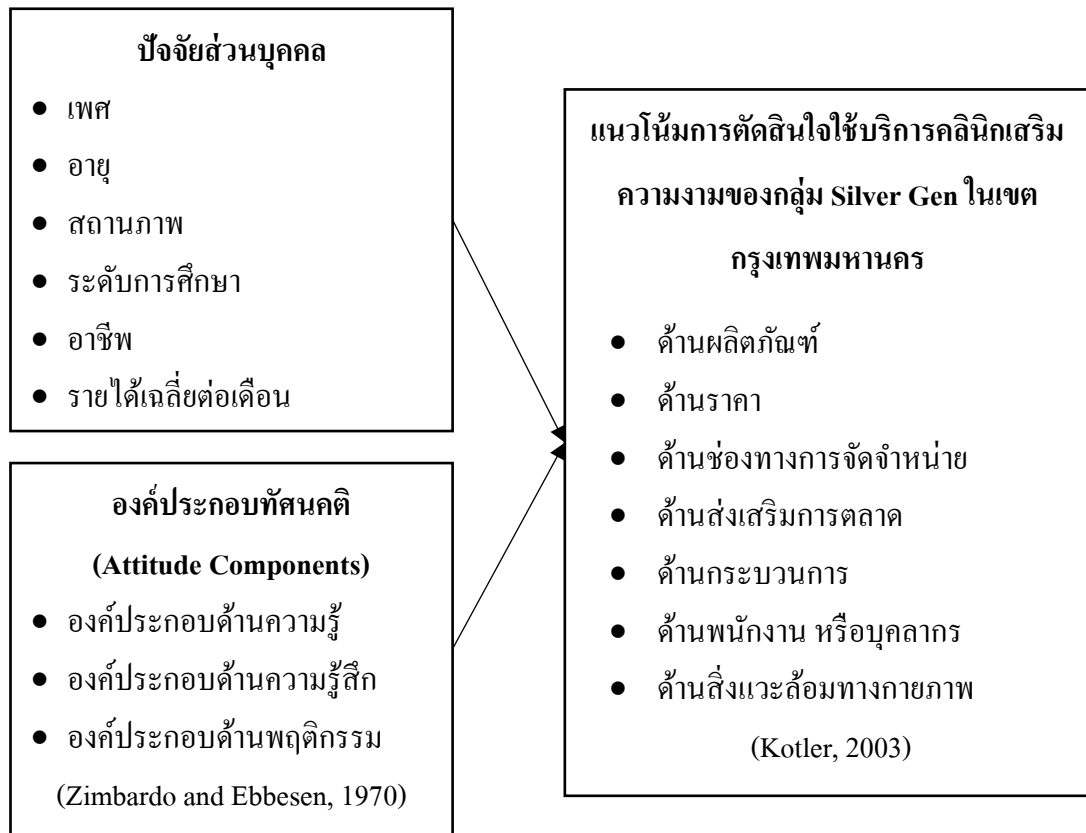 ปัจจัยส่วนบุคคล
● เพศ
● อายุ
● สถานภาพ
● ระดับการศึกษา
● อาชีพ
● รายได้เฉลี่ยต่อเดือน
องค์ประกอบทัศนคติ
(Attitude Components)
● องค์ประกอบด้านความรู้
● องค์ประกอบด้านความรู้สึก
● องค์ประกอบด้านพฤติกรรม
(Zimbardo and Ebbesen, 1970)
แนวโน้มการตัดสินใจใช้บริการคลินิกเสริม
ความงามของกลุ่ม Silver Gen ในเขต
กรุงเทพมหานคร
● ด้านผลิตภัณฑ์
● ด้านราคา
● ด้านช่องทางการจัดจำหน่าย
● ด้านส่งเสริมการตลาด
● ด้านกระบวนการ
● ด้านพนักงาน หรือบุคลากร
● ด้านสิ่งแวะล้อมทางกายภาพ
(Kotler, 2003)